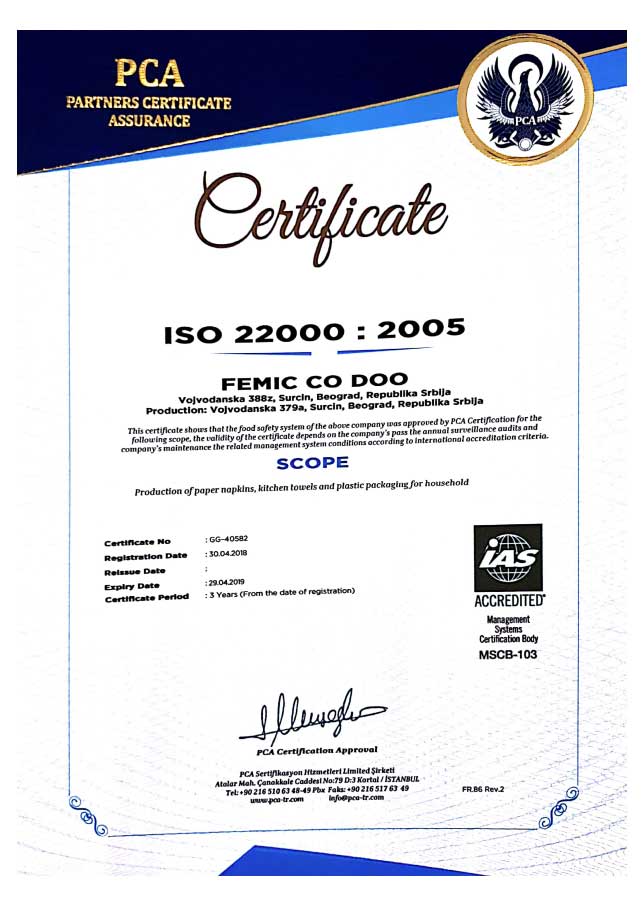 PCA
PARTNERS CERTIFICATE
ASSURANCE
PCA
Certificate
ISO 22000 : 2005
FEMIC CO DOO
Vojvodanska 388z, Surcin, Beograd, Republika Srbija
Production: Vojvodanska 379a, Surcin, Beograd, Republika Srbija
This certificate shows that the food safety system of the above company was approved by PCA Certification for the
following scope, the validity of the certificate depends on the company's pass the annual surveillance audits and
company's maintenance the related management system conditions according to international accreditation criteria.
SCOPE
Production of paper napkins, kitchen towels and plastic packaging for household
Certificate No : GG-40582
Registration Date : 30.04.2018
Reissue Date :
Expiry Date : 29.04.2019
Certificate Period : 3 Years (From the date of registration)
IAS
ACCREDITED
Management
Systems
Certification Body
MSCB-103
PCA Certification Approval
PCA Sertifikasyon Hizmetleri Limited Şirketi
Atalar Mah. Çanakkale Caddesi No:79 D:3 Kartal / İSTANBUL
Tel: +90 216 510 63 48-49 Pbx Faks: +90 216 517 63 49
www.pca-tr.com info@pca-tr.com
FR.86 Rev.2